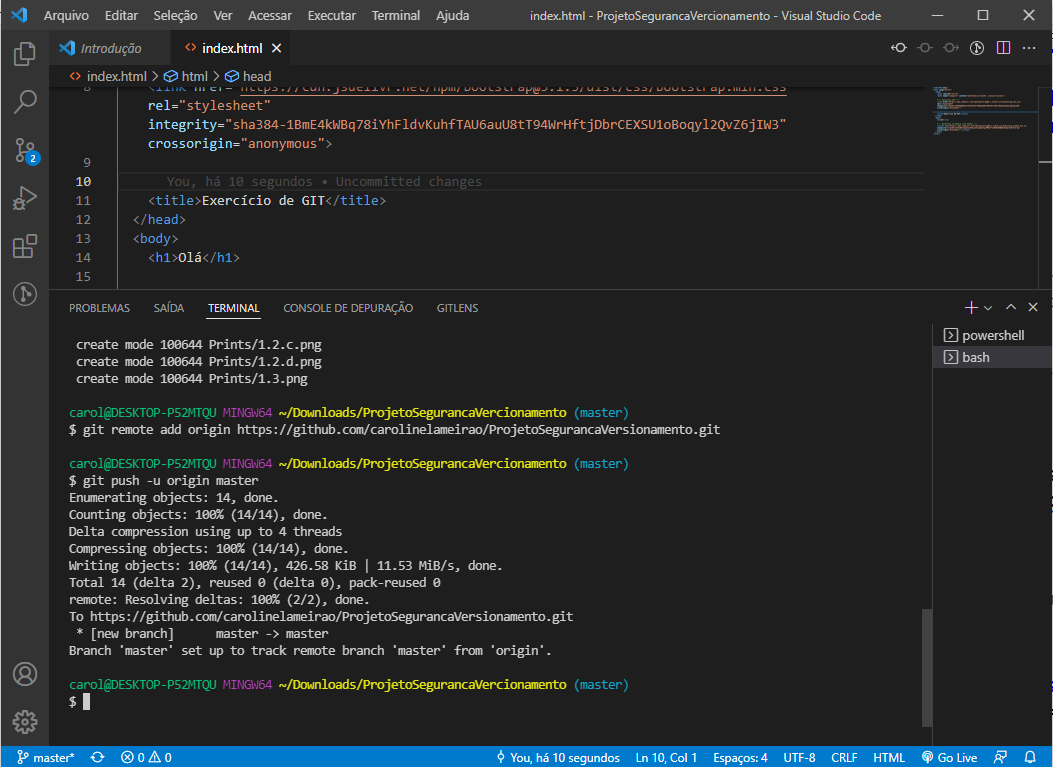 Arquivo Editar Seleção Ver Acessar Executar Terminal Ajuda index.html - ProjetoSegurancaVercionamento - Visual Studio Code
Introdução index.html
index.html > html > head
8 <link href="https://cdn.jsdelivr.net/npm/bootstrap@5.1.3/dist/css/bootstrap.min.css"
rel="stylesheet"
integrity="sha384-1BmE4kWBq78iYhFldvKuhfTAU6auU8tT94WrHftjDbrCEXSU1oBoqyl2QvZ6jIW3"
crossorigin="anonymous">
9
10 You, há 10 segundos • Uncommitted changes
11 <title>Exercício de GIT</title>
12 </head>
13 <body>
14 <h1>Olá</h1>
15
2
PROBLEMAS SAÍDA TERMINAL CONSOLE DE DEPURAÇÃO GITLENS
powershell
bash
create mode 100644 Prints/1.2.c.png
create mode 100644 Prints/1.2.d.png
create mode 100644 Prints/1.3.png
carol@DESKTOP-P52MTQU MINGW64 ~/Downloads/ProjetoSegurancaVercionamento (master)
$ git remote add origin https://github.com/carolinelameirao/ProjetoSegurancaVersionamento.git
carol@DESKTOP-P52MTQU MINGW64 ~/Downloads/ProjetoSegurancaVercionamento (master)
$ git push -u origin master
Enumerating objects: 14, done.
Counting objects: 100% (14/14), done.
Delta compression using up to 4 threads
Compressing objects: 100% (14/14), done.
Writing objects: 100% (14/14), 426.58 KiB | 11.53 MiB/s, done.
Total 14 (delta 2), reused 0 (delta 0), pack-reused 0
remote: Resolving deltas: 100% (2/2), done.
To https://github.com/carolinelameirao/ProjetoSegurancaVersionamento.git
* [new branch] master -> master
Branch 'master' set up to track remote branch 'master' from 'origin'.
carol@DESKTOP-P52MTQU MINGW64 ~/Downloads/ProjetoSegurancaVercionamento (master)
$
master* 0 0 You, há 10 segundos Ln 10, Col 1 Espaços: 4 UTF-8 CRLF HTML Go Live